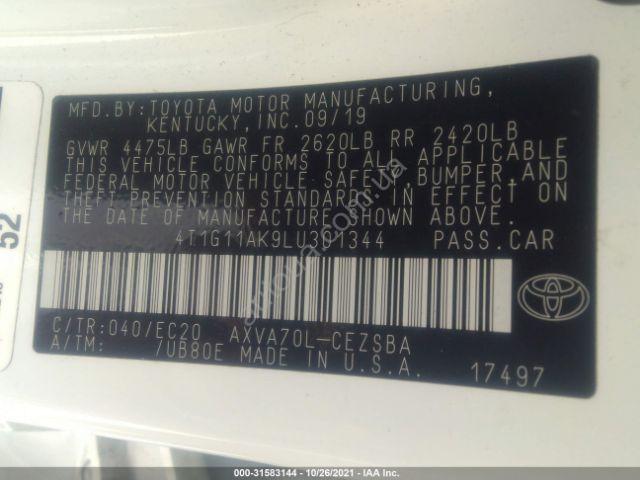 MFD.BY:TOYOTA MOTOR MANUFACTURING,
KENTUCKY, INC. 09/19
GVWR 4475LB GAWR FR 2620LB RR 2420LB
THIS VEHICLE CONFORMS TO ALL APPLICABLE
FEDERAL MOTOR VEHICLE SAFETY, BUMPER, AND
THEFT PREVENTION STANDARDS IN EFFECT ON
THE DATE OF MANUFACTURE SHOWN ABOVE.
PASS.CAR
C/TR:040/EC20 AXVA70L-CEZSBA
A/TM: /UB80E MADE IN U.S.A.
17497
52
000-31583144 - 10/26/2021 - IAA Inc.